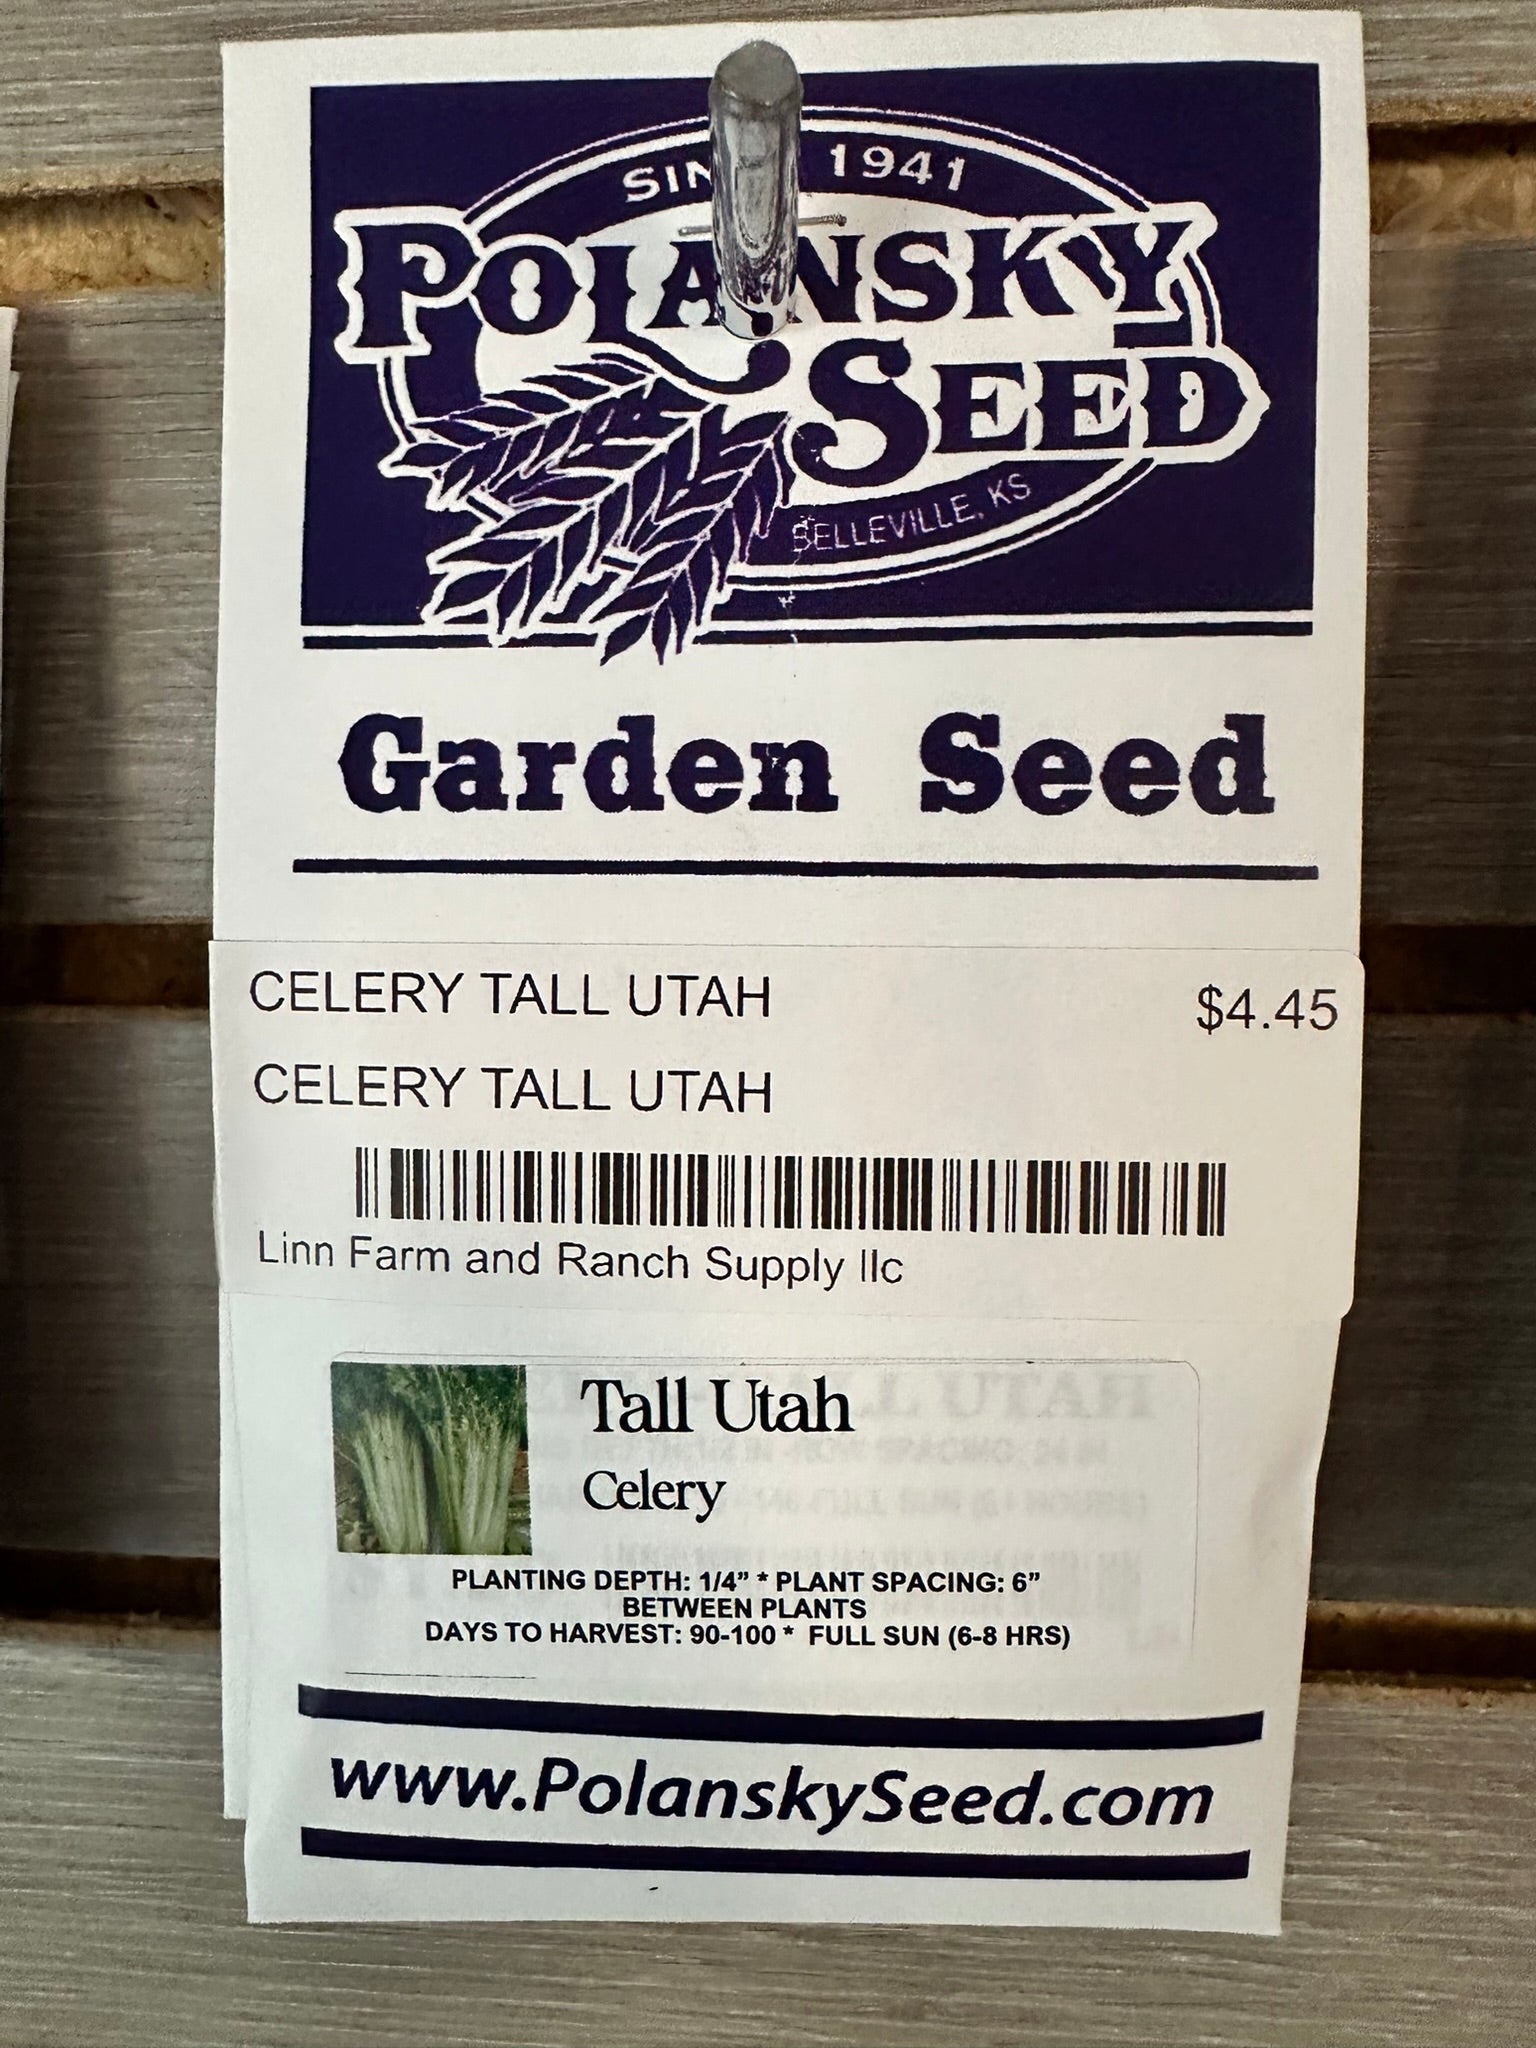 SIN 1941
POLANSKY
SEED
BELLEVILLE, KS
Garden Seed
CELERY TALL UTAH $4.45
CELERY TALL UTAH
Linn Farm and Ranch Supply llc
Tall Utah
Celery
PLANTING DEPTH: 1/4” * PLANT SPACING: 6”
BETWEEN PLANTS
DAYS TO HARVEST: 90-100 * FULL SUN (6-8 HRS)
www.PolanskySeed.com